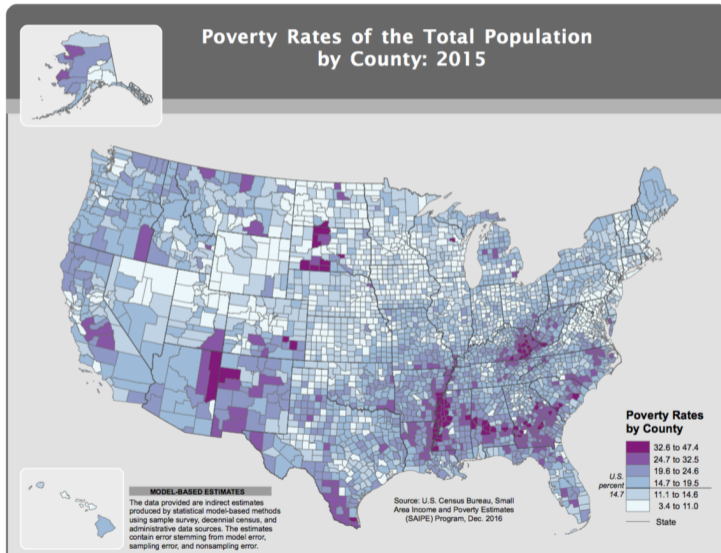 Poverty Rates of the Total Population
by County: 2015
Poverty Rates
by County
32.6 to 47.4
24.7 to 32.5
19.6 to 24.6
14.7 to 19.5
11.1 to 14.6
3.4 to 11.0
U.S.
percent
14.7
State
MODEL-BASED ESTIMATES
The data provided are indirect estimates
produced by statistical model-based methods
using sample survey, decennial census, and
administrative data sources. The estimates
contain error stemming from model error,
sampling error, and nonsampling error.
Source: U.S. Census Bureau, Small
Area Income and Poverty Estimates
(SAIPE) Program, Dec. 2016